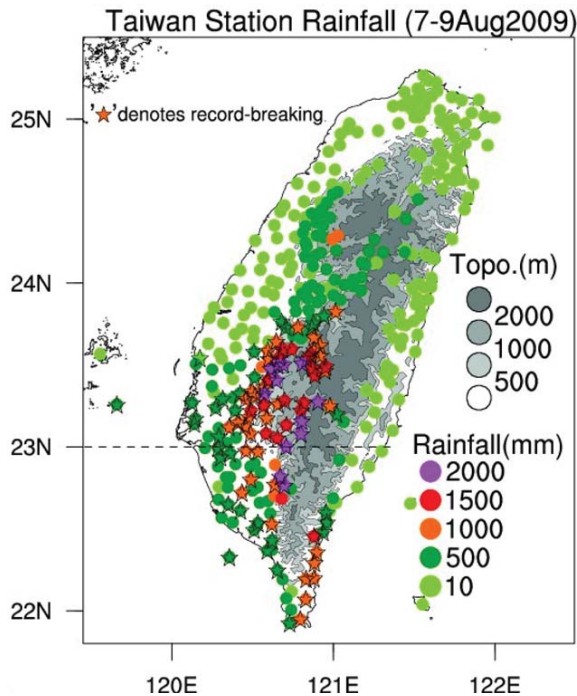 Taiwan Station Rainfall (7-9Aug2009)
'★'denotes record-breaking
25N
24N
23N
22N
120E
121E
122E
Topo.(m)
2000
1000
500
Rainfall(mm)
2000
1500
1000
500
10